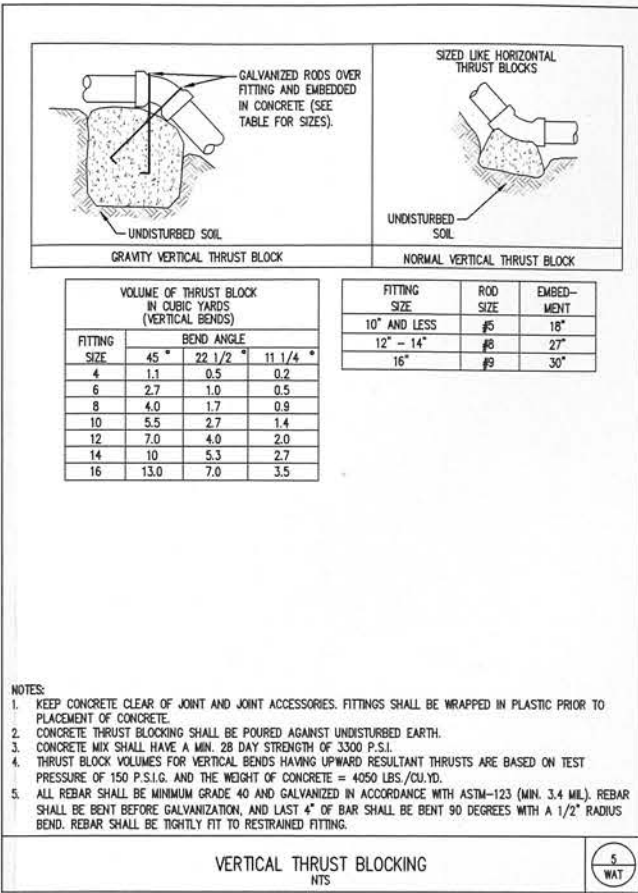 GALVANIZED RODS OVER
FITTING AND EMBEDDED
IN CONCRETE (SEE
TABLE FOR SIZES).
UNDISTURBED SOIL
GRAVITY VERTICAL THRUST BLOCK
SIZED LIKE HORIZONTAL
THRUST BLOCKS
UNDISTURBED
SOIL
NORMAL VERTICAL THRUST BLOCK
VOLUME OF THRUST BLOCK
IN CUBIC YARDS
(VERTICAL BENDS)
FITTING SIZE BEND ANGLE
45 ° 22 1/2 ° 11 1/4 °
4 1.1 0.5 0.2
6 2.7 1.0 0.5
8 4.0 1.7 0.9
10 5.5 2.7 1.4
12 7.0 4.0 2.0
14 10 5.3 2.7
16 13.0 7.0 3.5
FITTING ROD EMBED-
SIZE SIZE MENT
10" AND LESS #5 18"
12" - 14" #8 27"
16" #9 30"
NOTES:
1. KEEP CONCRETE CLEAR OF JOINT AND JOINT ACCESSORIES. FITTINGS SHALL BE WRAPPED IN PLASTIC PRIOR TO
PLACEMENT OF CONCRETE.
2 CONCRETE THRUST BLOCKING SHALL BE POURED AGAINST UNDISTURBED EARTH.
3. CONCRETE MIX SHALL HAVE A MIN. 28 DAY STRENGTH OF 3300 P.S.I.
4. THRUST BLOCK VOLUMES FOR VERTICAL BENDS HAVING UPWARD RESULTANT THRUSTS ARE BASED ON TEST
PRESSURE OF 150 P.S.I.G. AND THE WEIGHT OF CONCRETE = 4050 LBS./CU.YD.
5. ALL REBAR SHALL BE MINIMUM GRADE 40 AND GALVANIZED IN ACCORDANCE WITH ASTM-123 (MIN. 3.4 MIL). REBAR
SHALL BE BENT BEFORE GALVANIZATION, AND LAST 4" OF BAR SHALL BE BENT 90 DEGREES WITH A 1/2" RADIUS
BEND. REBAR SHALL BE TIGHTLY FIT TO RESTRAINED FITTING.
VERTICAL THRUST BLOCKING
NTS
5
WAT